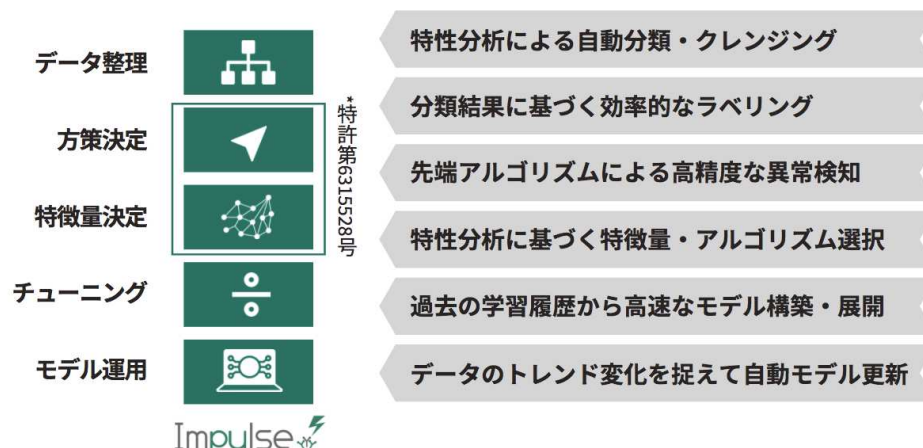 データ整理
方策決定
特徴量決定
チューニング
モデル運用
*特許第6315528号
Impulse
特性分析による自動分類・クレンジング
分類結果に基づく効率的なラベリング
先端アルゴリズムによる高精度な異常検知
特性分析に基づく特徴量・アルゴリズム選択
過去の学習履歴から高速なモデル構築・展開
データのトレンド変化を捉えて自動モデル更新